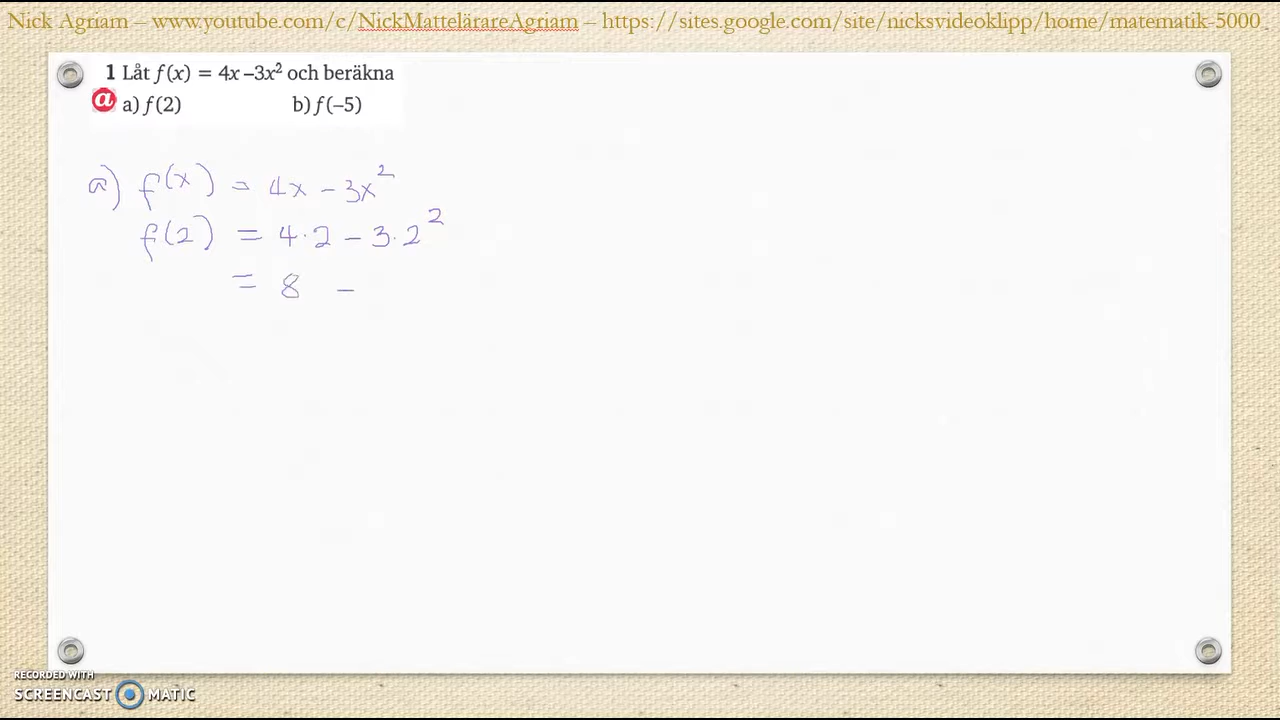 Nick Agriam – www.youtube.com/c/NickMattelärareAgriam – https://sites.google.com/site/nicksvideoklipp/home/matematik-5000
1 Låt f(x) = 4x –3x² och beräkna
a a) f(2) b) f(–5)
a) f(x) = 4x – 3x²
f(2) = 4·2 – 3·2²
= 8 –
RECORDED WITH
SCREENCAST MATIC